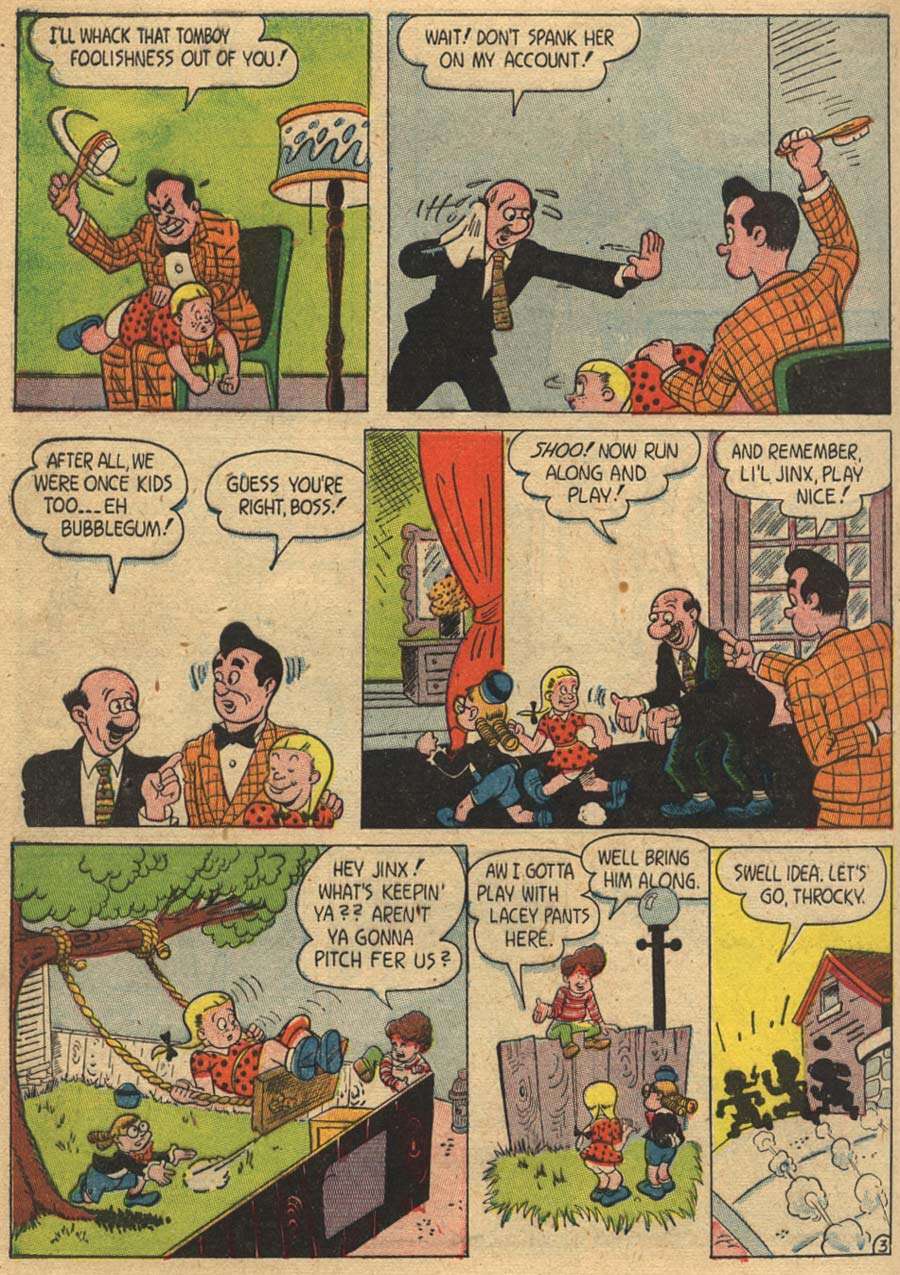 I'LL WHACK THAT TOMBOY
FOOLISHNESS OUT OF YOU!
WAIT! DON'T SPANK HER
ON MY ACCOUNT!
AFTER ALL, WE
WERE ONCE KIDS
TOO...EH
BUBBLEGUM!
GUESS YOU'RE
RIGHT, BOSS!
SHOO! NOW RUN
ALONG AND
PLAY!
AND REMEMBER,
LI'L JINX, PLAY
NICE!
HEY JINX!
WHAT'S KEEPIN'
YA?? AREN'T
YA GONNA
PITCH FER US?
AW I GOTTA
PLAY WITH
LACEY PANTS
HERE.
WELL BRING
HIM ALONG.
SWELL IDEA. LET'S
GO, THROCKY.
3